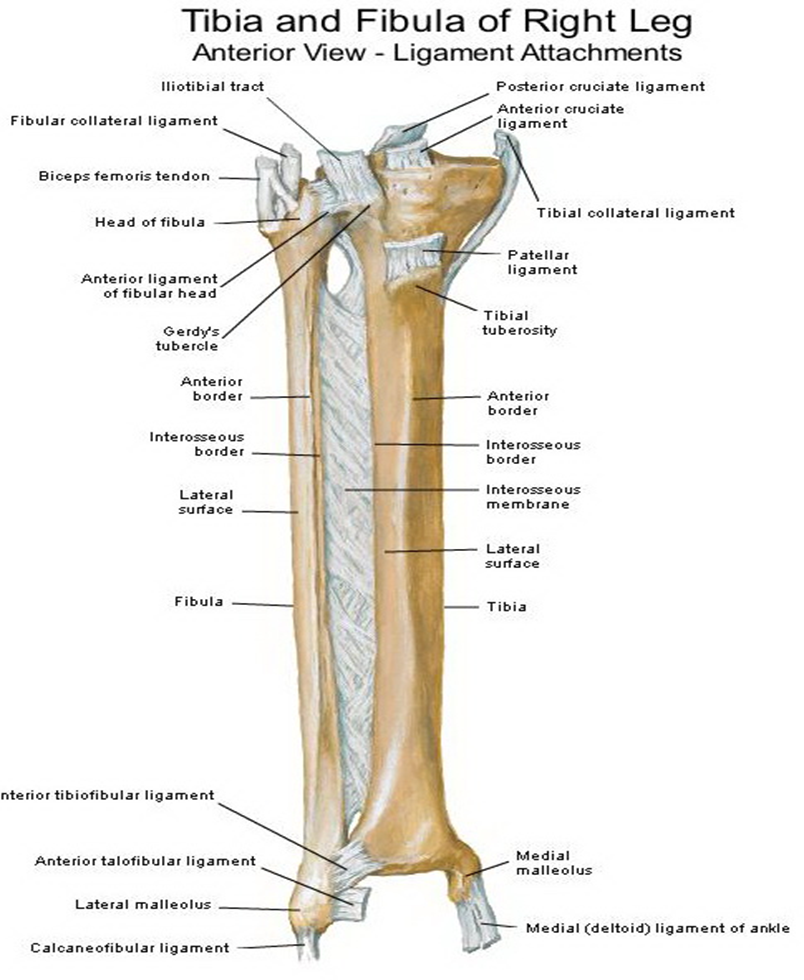 Tibia and Fibula of Right Leg
Anterior View - Ligament Attachments
Iliotibial tract
Posterior cruciate ligament
Anterior cruciate
ligament
Fibular collateral ligament
Biceps femoris tendon
Head of fibula
Tibial collateral ligament
Anterior ligament
of fibular head
Patellar
ligament
Gerdy's
tubercle
Tibial
tuberosity
Anterior
border
Anterior
border
Interosseous
border
Interosseous
border
Lateral
surface
Interosseous
membrane
Lateral
surface
Fibula
Tibia
nterior tibiofibular ligament
Anterior talofibular ligament
Medial
malleolus
Lateral malleolus
Medial (deltoid) ligament of ankle
Calcaneofibular ligament